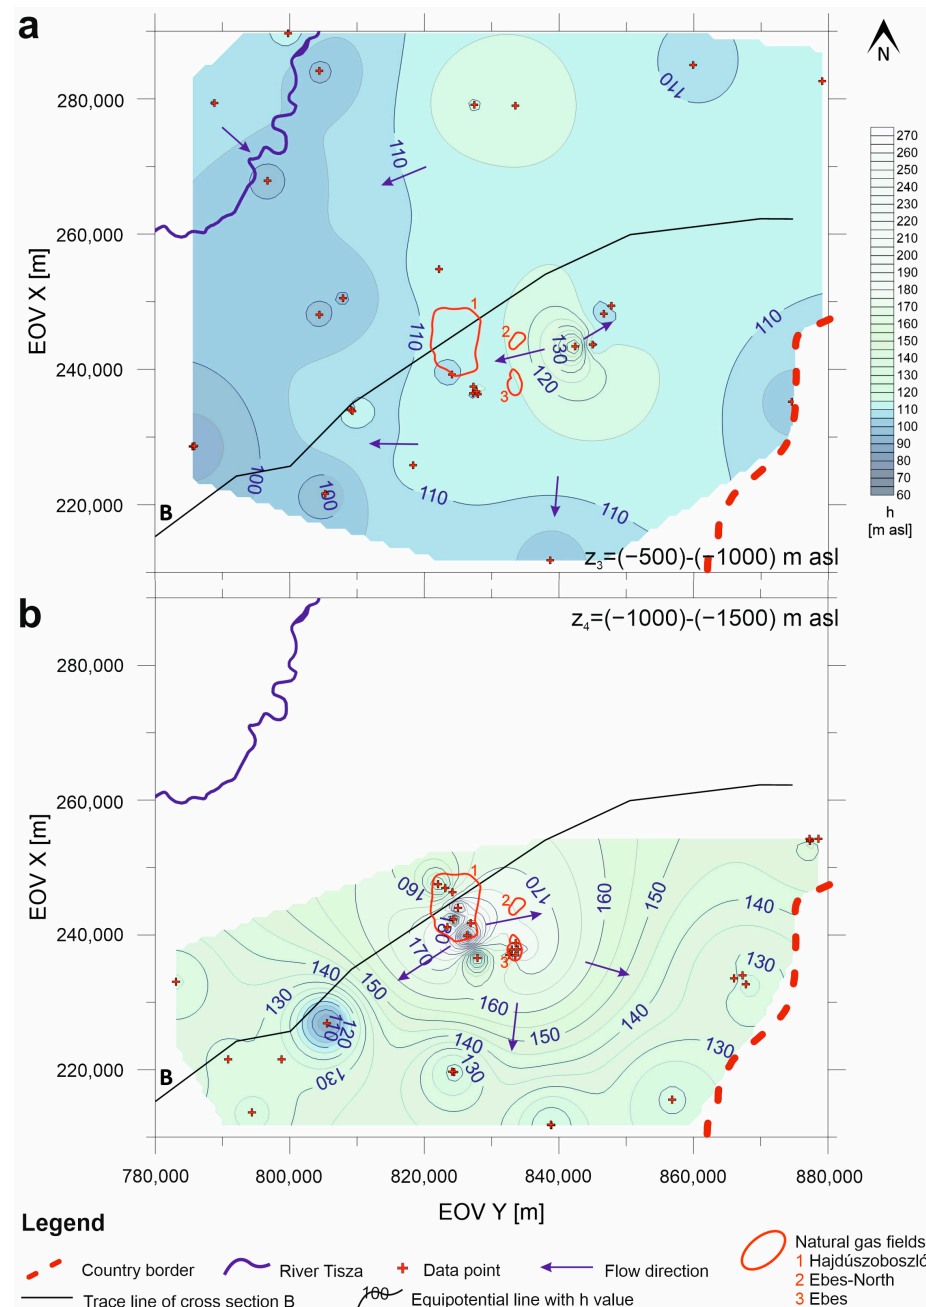 a
N
280,000
260,000
240,000
220,000
EOV X [m]
110
110
110
110
110
110
100
100
130
120
1
2
3
B
z3=(−500)-(−1000) m asl
270
260
250
240
230
220
210
200
190
180
170
160
150
140
130
120
110
100
90
80
70
60
h
[m asl]
b
z4=(−1000)-(−1500) m asl
280,000
260,000
240,000
220,000
EOV X [m]
160
170
160
150
140
1
2
3
180
170
160
150
140
150
140
130
140
130
120
110
130
140
130
130
B
780,000 800,000 820,000 840,000 860,000 880,000
EOV Y [m]
Legend
Country border
River Tisza
Data point
Flow direction
Natural gas fields
1 Hajdúszoboszló
2 Ebes-North
3 Ebes
Trace line of cross section B
100 Equipotential line with h value